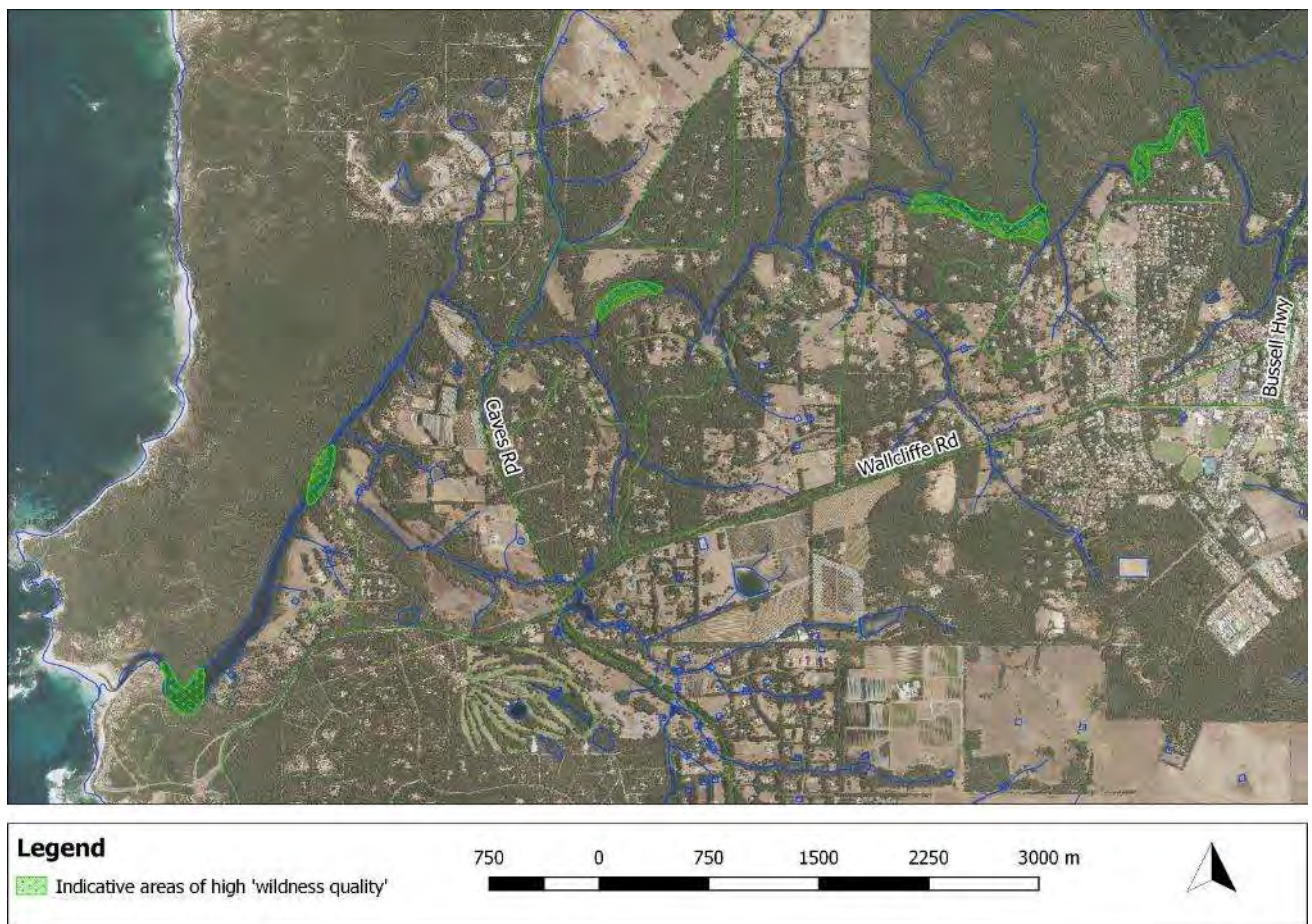 Bussell Hwy
Caves Rd
Wallcliffe Rd
Legend
Indicative areas of high 'wildness quality'
750 0 750 1500 2250 3000 m